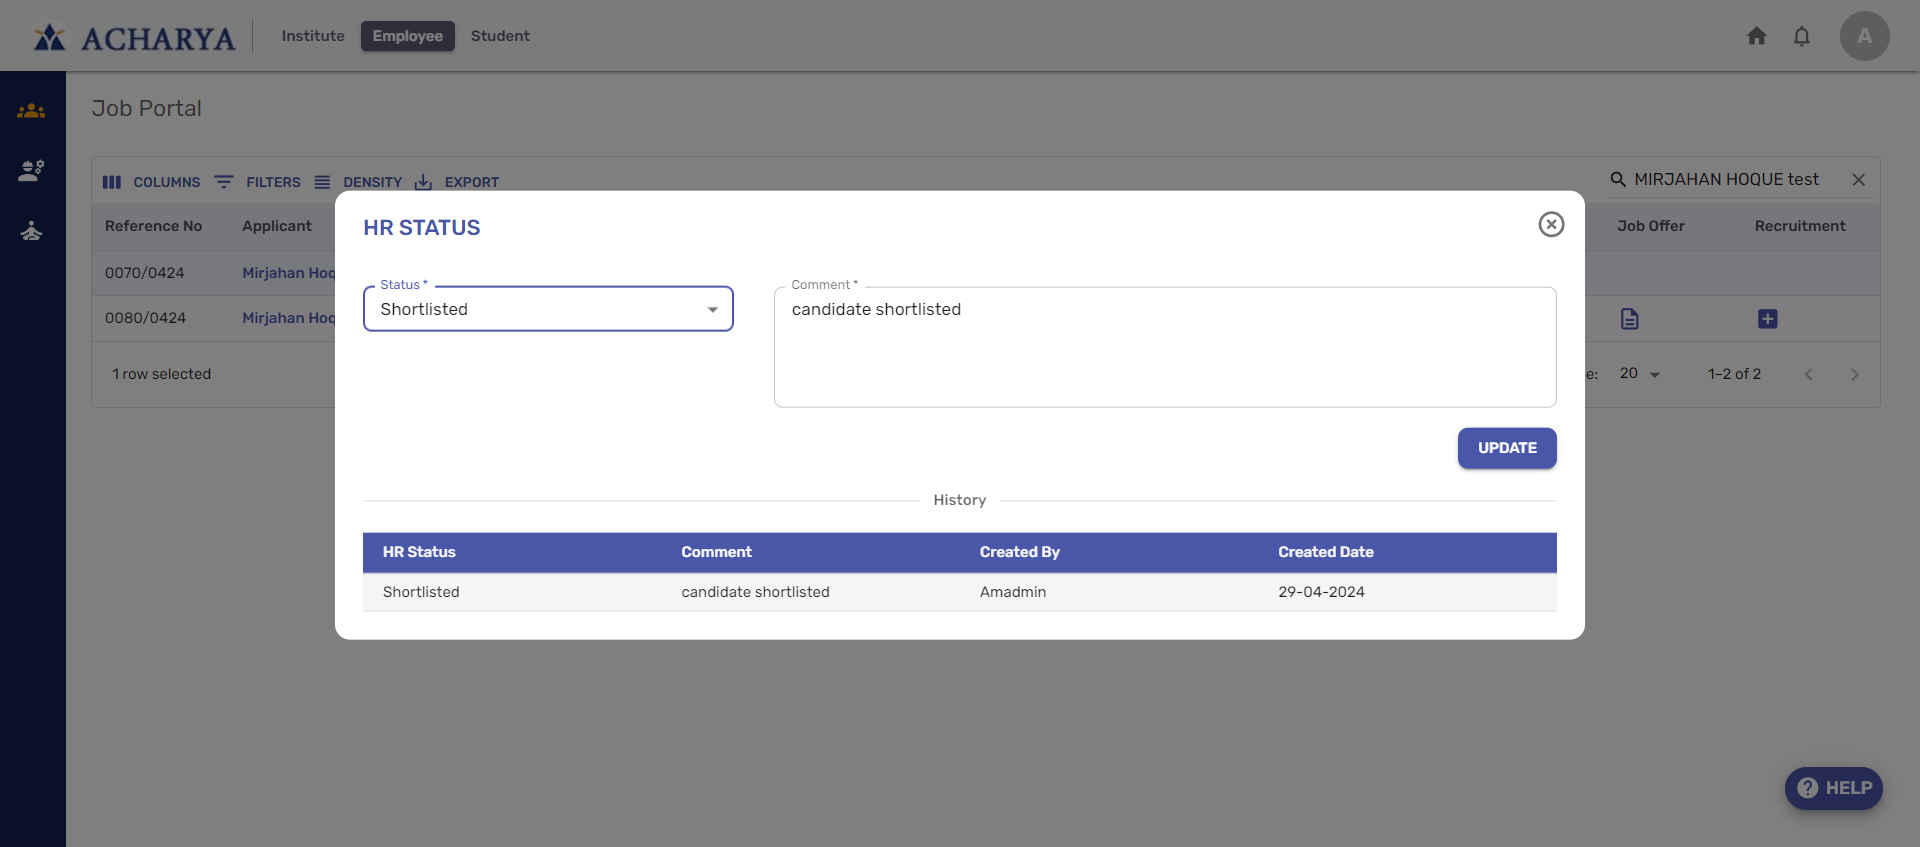 ACHARYA
Institute
Employee
Student
A
Job Portal
COLUMNS
FILTERS
DENSITY
EXPORT
MIRJAHAN HOQUE test
Reference No
Applicant
Job Offer
Recruitment
0070/0424
Mirjahan Hoq
0080/0424
Mirjahan Hoq
1 row selected
e:
20
1–2 of 2
HR STATUS
Status *
Shortlisted
Comment *
candidate shortlisted
UPDATE
History
HR Status
Comment
Created By
Created Date
Shortlisted
candidate shortlisted
Amadmin
29-04-2024
HELP